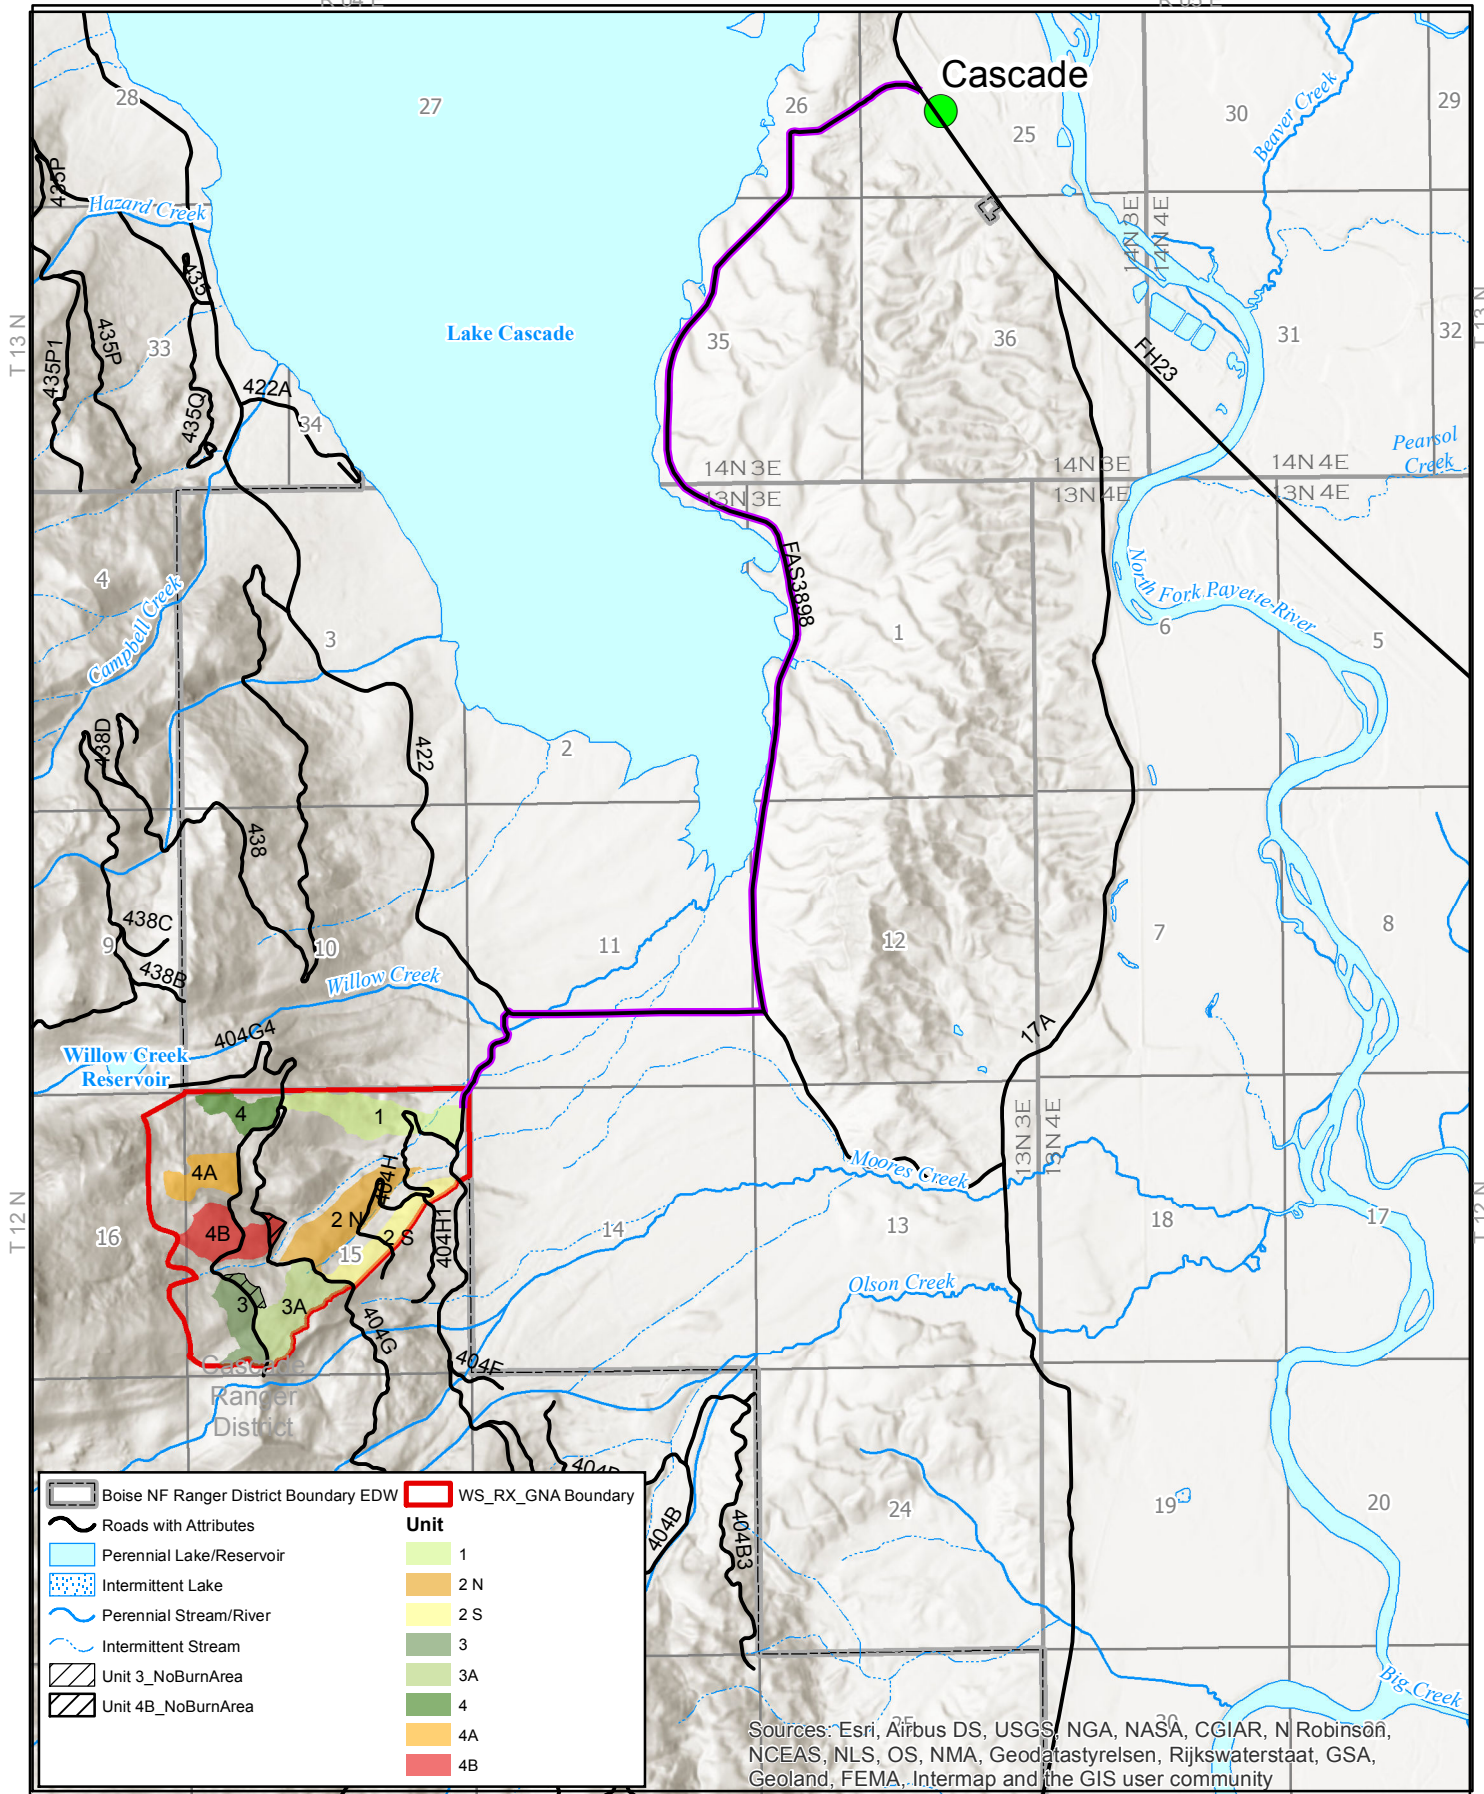 Cascade
28
27
26
25
30
29
Beaver Creek
435P
Hazard Creek
14N 3E
14N 4E
435
T 13 N
33
435P1
435P
Lake Cascade
35
36
31
32
FH23
422A
435Q
34
14N 3E
13N 3E
14N 3E
13N 4E
14N 4E
13N 4E
Pearsol
Creek
4
Campbell Creek
3
FAS3898
1
North Fork Payette River
6
5
438D
422
2
438
438C
9
10
11
12
7
8
438B
Willow Creek
404G4
17A
Willow Creek
Reservoir
4
1
13N 3E
13N 4E
4A
404H
Moores Creek
T 12 N
16
4B
2 N
15
2 S
404H1
14
13
18
17
T 12 N
3
3A
Olson Creek
404G
404F
Cascade
Ranger
District
404B
404B3
24
19
20
Boise NF Ranger District Boundary EDW
WS_RX_GNA Boundary
Roads with Attributes
Unit
Perennial Lake/Reservoir
1
Intermittent Lake
2 N
Perennial Stream/River
2 S
Intermittent Stream
3
Unit 3_NoBurnArea
3A
Unit 4B_NoBurnArea
4
4A
4B
Big Creek
25
30
Sources: Esri, Airbus DS, USGS, NGA, NASA, CGIAR, N Robinson,
NCEAS, NLS, OS, NMA, Geodatastyrelsen, Rijkswaterstaat, GSA,
Geoland, FEMA, Intermap and the GIS user community